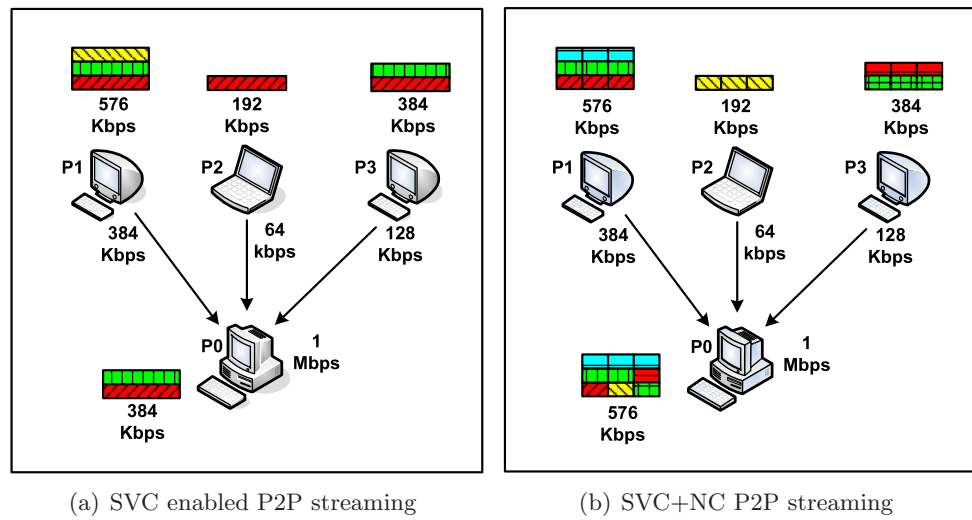 576
Kbps
192
Kbps
384
Kbps
P1
P2
P3
384
Kbps
64
kbps
128
Kbps
P0
1
Mbps
384
Kbps
(a) SVC enabled P2P streaming
576
Kbps
192
Kbps
384
Kbps
P1
P2
P3
384
Kbps
64
kbps
128
Kbps
P0
1
Mbps
576
Kbps
(b) SVC+NC P2P streaming